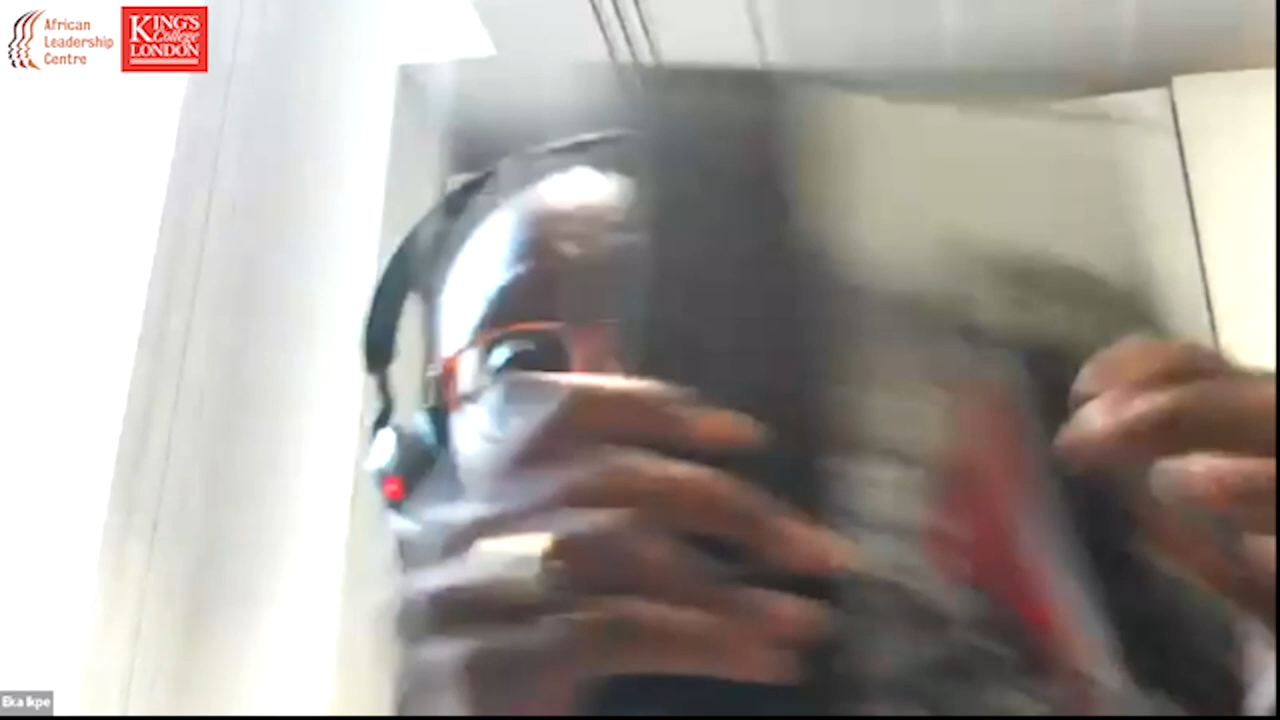 African
Leadership
Centre
KING'S
College
LONDON
Eka Ikpe